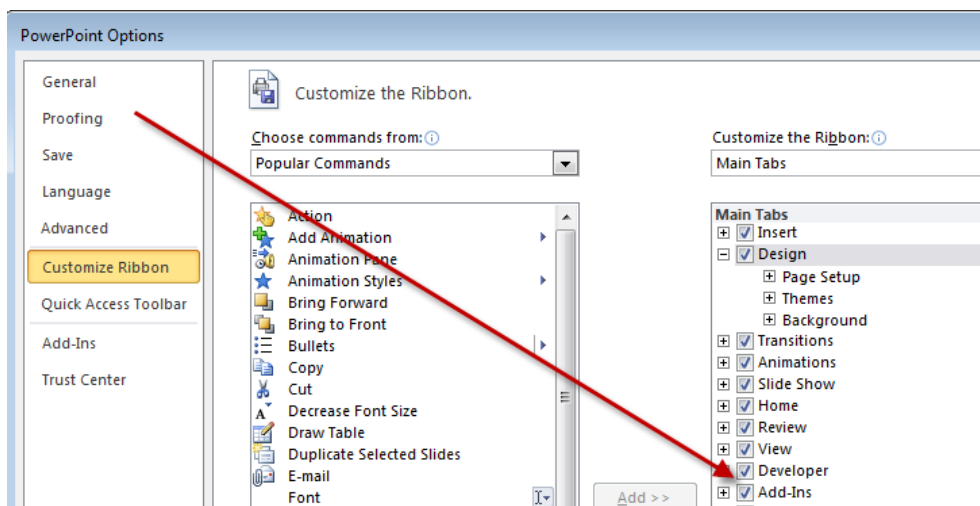 PowerPoint Options
General
Proofing
Save
Language
Advanced
Customize Ribbon
Quick Access Toolbar
Add-Ins
Trust Center
Customize the Ribbon.
Choose commands from:
Popular Commands
Action
Add Animation
Animation Pane
Animation Styles
Bring Forward
Bring to Front
Bullets
Copy
Cut
Decrease Font Size
Draw Table
Duplicate Selected Slides
E-mail
Font
Add >>
Customize the Ribbon:
Main Tabs
Main Tabs
Insert
Design
Page Setup
Themes
Background
Transitions
Animations
Slide Show
Home
Review
View
Developer
Add-Ins